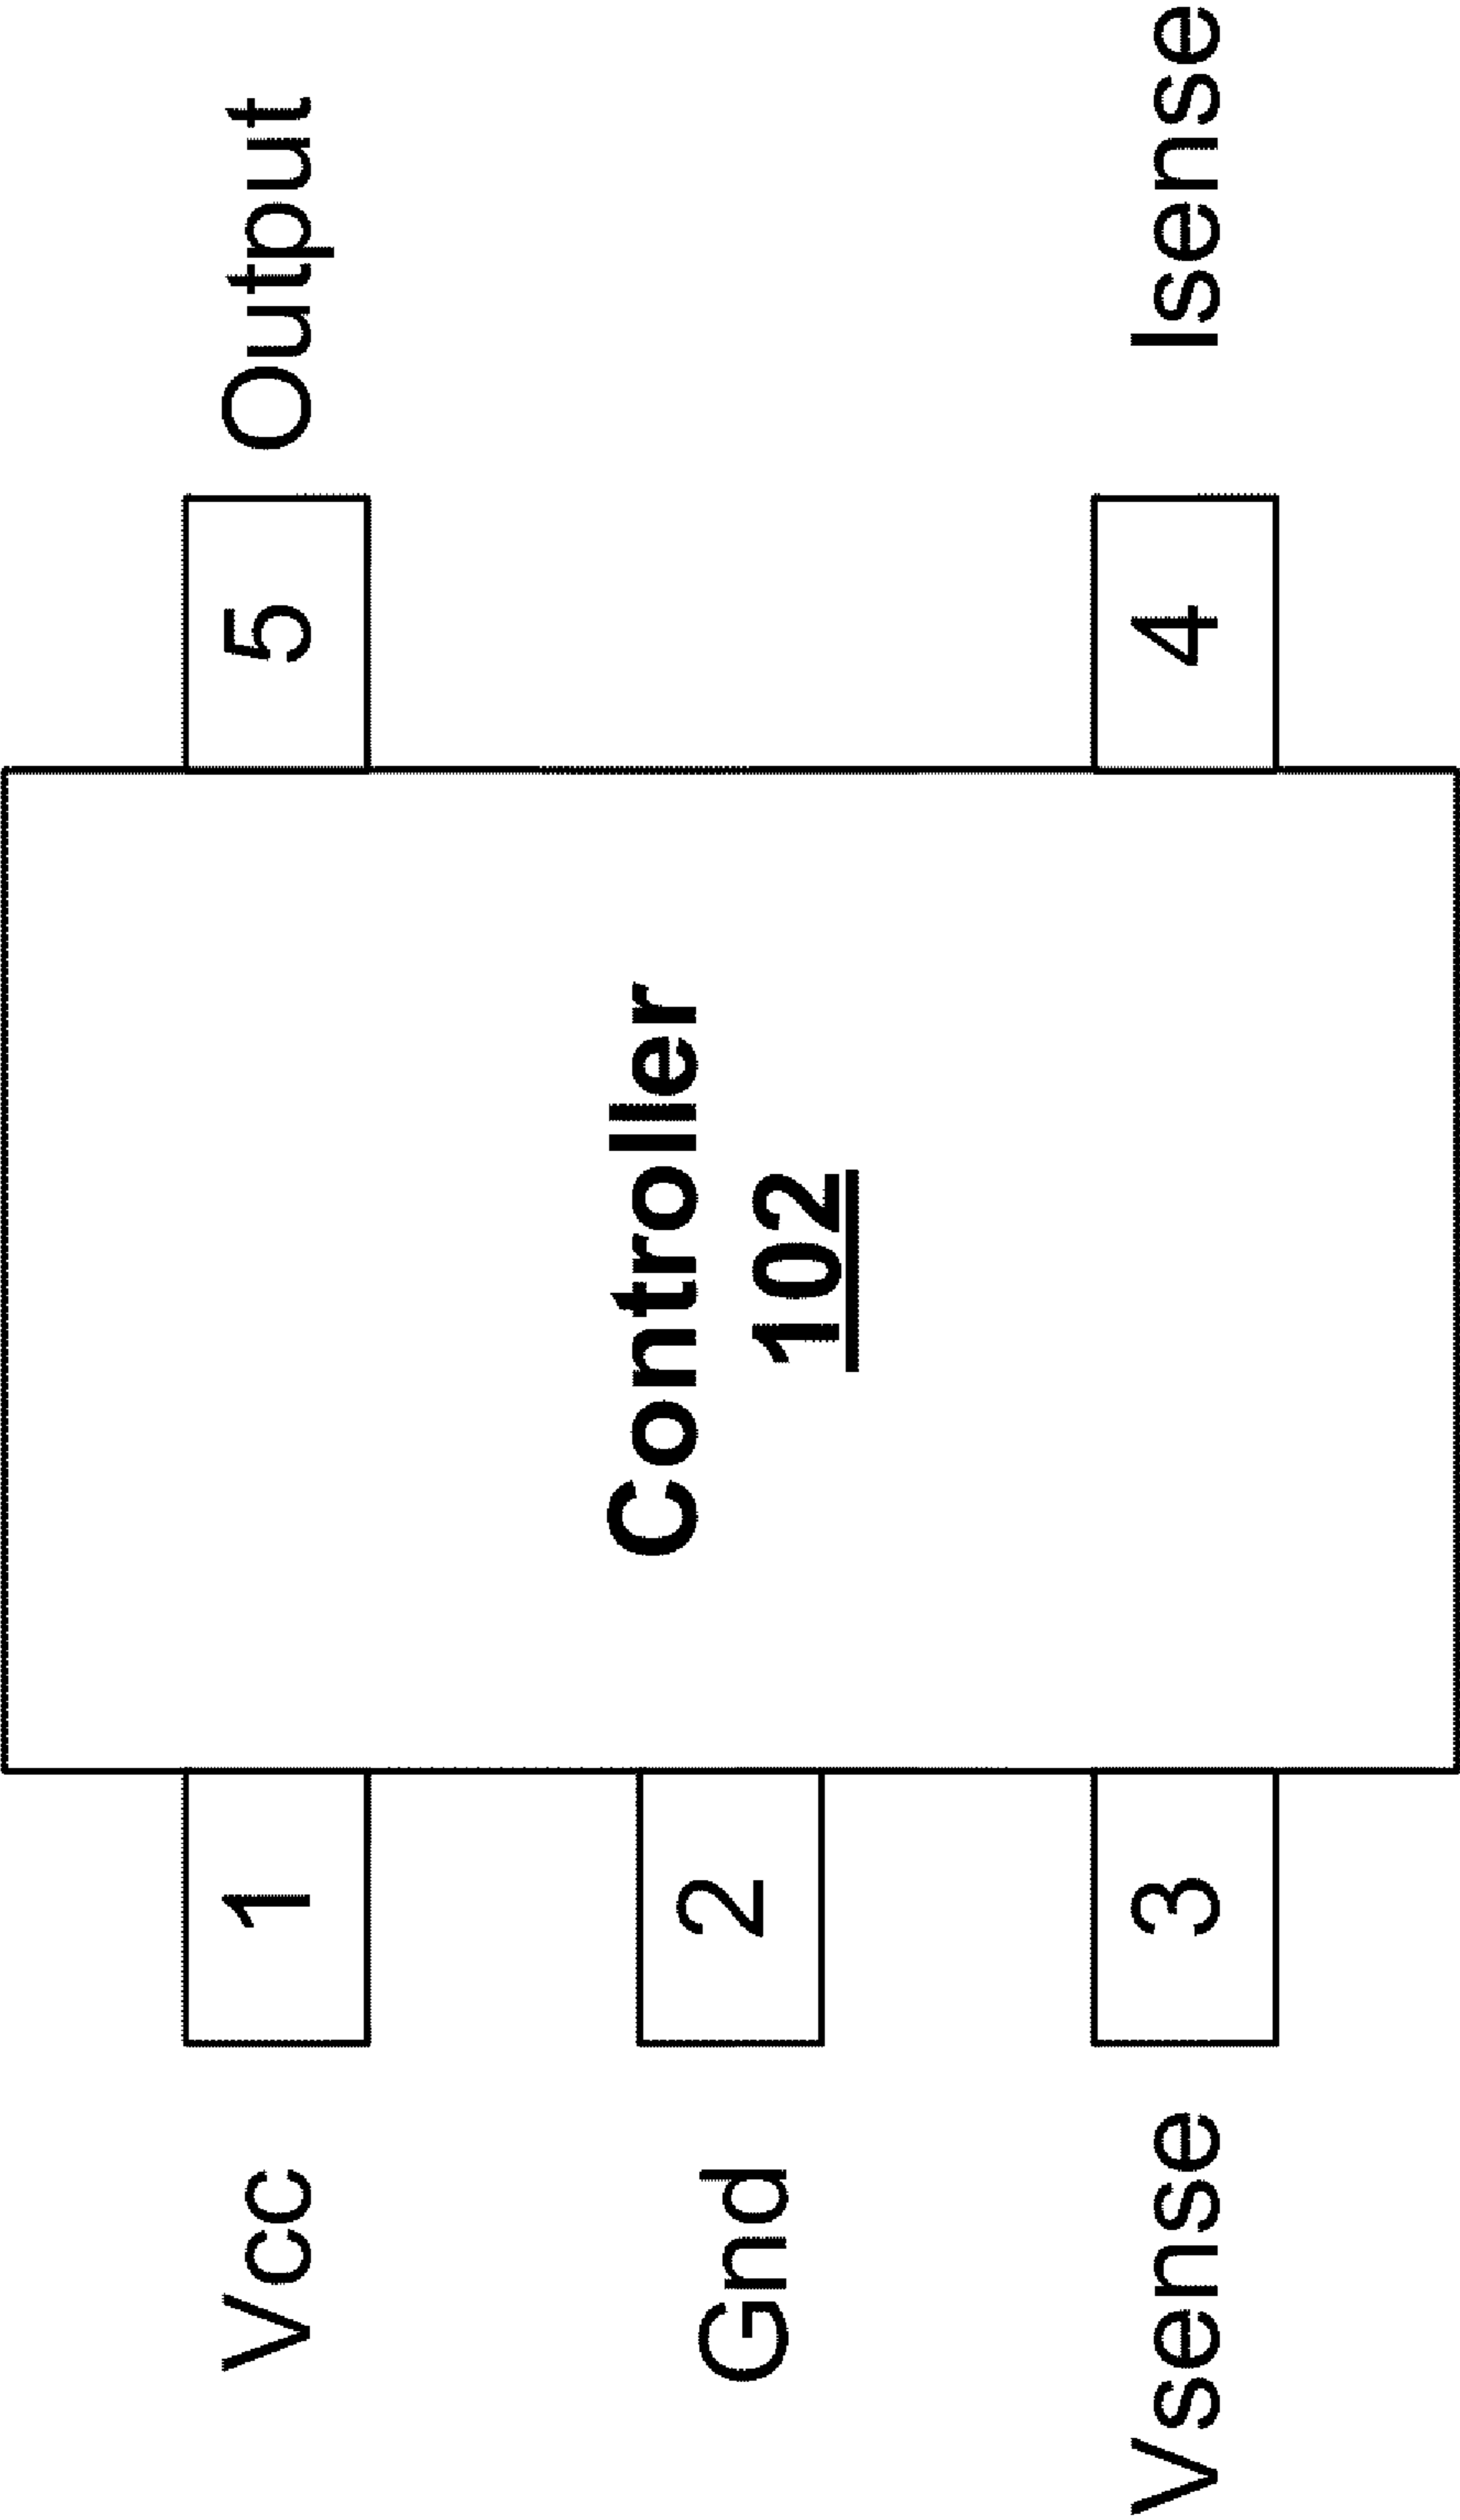 Vcc
1
5
Output
Controller
102
Gnd
2
Vsense
3
4
Isense